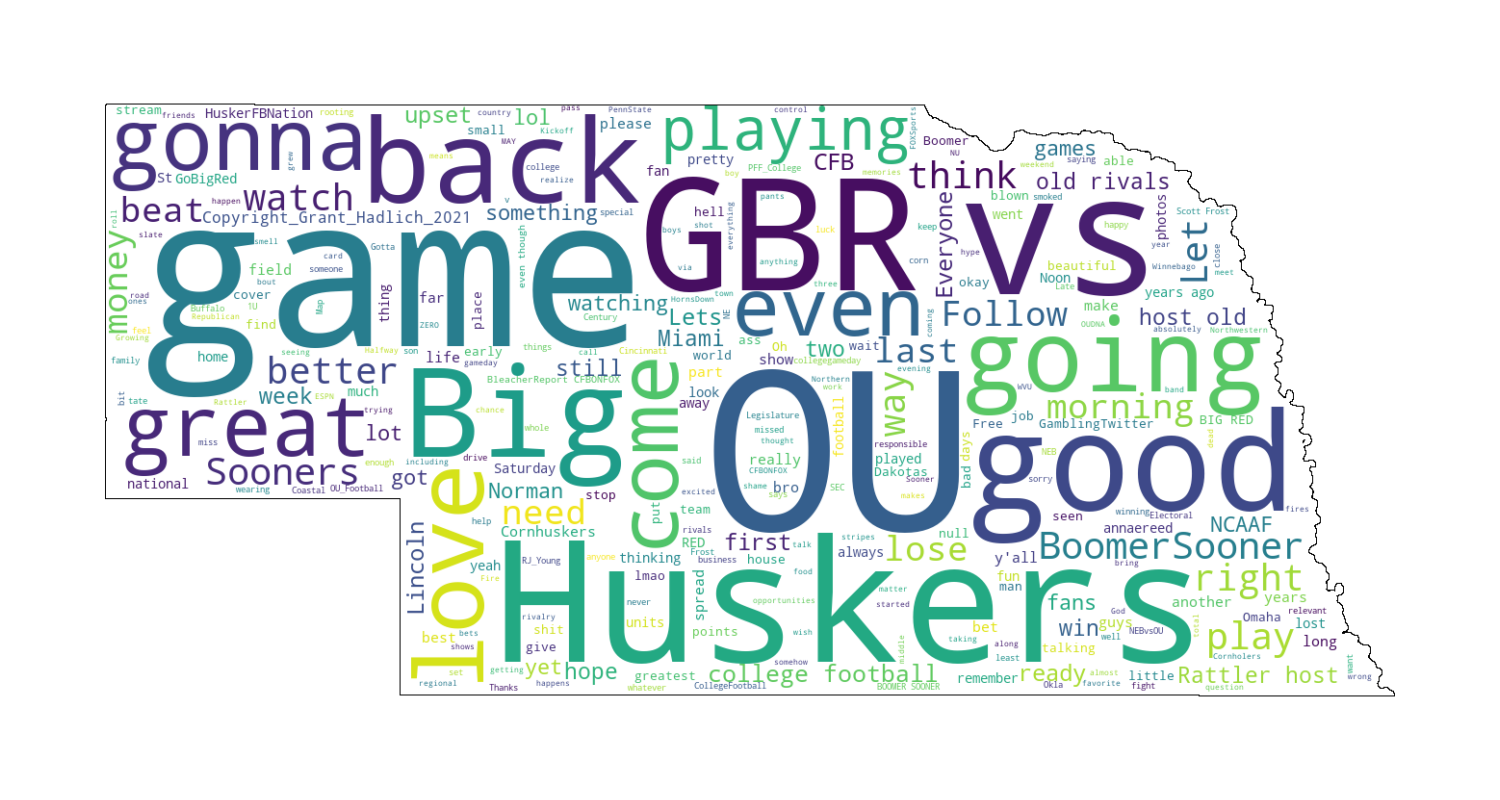 stream
friends
HuskerFBNation
rooting
upset
lol
country
pass
PennState
control
gonna
back
small
Kickoff
please
playing
FOXSports
Boomer
NU
games
saying
able
grew
means
MAY
college
realize
pretty
PFF_College
CFB
fan
memories
weekend
think
old rivals
St
GoBigRed
happen
watch
v
boy
pants
blown
beat
Copyright_Grant_Hadlich_2021
something
special
hell
luck
went
Scott Frost
roll
slate
smell
Gotta
boys
shot
everything
keep
Everyone
happy
year
photos
Let
game
GBR
vs
field
card
someone
even though
via
anything
corn
hype
beautiful
Winnebago
close
meet
money
road
ones
bout
cover
thing
far
place
watching
HornsDown
town
three
okay
Noon
Late
years ago
Buffalo
1U
Map
ZERO
Century
Lets
NE
even
coming
Follow
make
OUDNA
host old
Republican
find
Growing
feel
home
seeing
Halfway
son
things
call
Cincinnati
Miami
ass
Oh
wait
last
absolutely
Northwestern
family
life
early
gameday
world
two
show
collegegameday
evening
going
better
still
part
way
WVU
band
bit
tate
Rattler
ESPN
week
much
BleacherReport CFBONFOX
look
Northern
work
job
morning
trying
chance
away
Legislature
football
Free
GamblingTwitter
BIG RED
great
lot
Big
come
OU
good
miss
whole
missed
thought
responsible
dead
enough
including
said
really
played
days
NEB
Sooners
got
drive
Saturday
CFBONFOX
Dakotas
bad
sorry
national
wearing
Coastal
OU_Football
love
Norman
stop
excited
shame
says
bro
SEC
Sooner
makes
seen
Electoral
fires
need
put
team
annaereed
NCAAF
help
Cornhuskers
rivals
RED
Frost
first
stripes
null
lose
BoomerSooner
Lincoln
yeah
RJ_Young
anyone
thinking
business
talk
house
always
y'all
bring
Fire
Huskers
lmao
food
matter
fun
man
right
never
spread
opportunities
started
fans
another
years
rivalry
best
bets
shit
units
points
wish
bet
win
God
guys
well
NEBvsOU
total
Omaha
relevant
lost
shows
give
yet
taking
along
winning
play
long
set
getting
hope
greatest
somehow
middle
least
talking
Cornholers
want
wrong
college football
remember
ready
little
almost
Rattler host
regional
Thanks
happens
whatever
CollegeFootball
BOOMER SOONER
Okla
favorite
fight
question